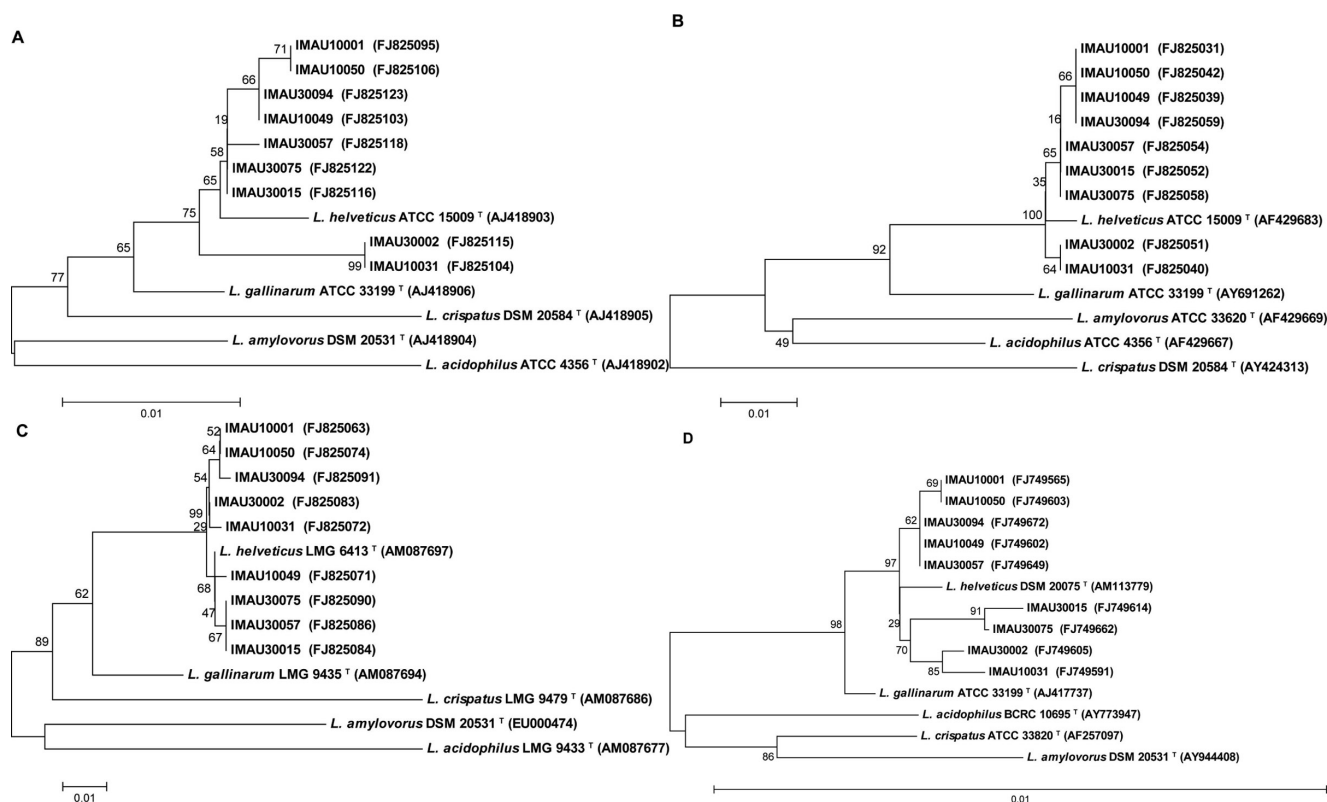 A
71
IMAU10001 (FJ825095)
IMAU10050 (FJ825106)
66
IMAU30094 (FJ825123)
IMAU10049 (FJ825103)
19
IMAU30057 (FJ825118)
58
IMAU30075 (FJ825122)
65
IMAU30015 (FJ825116)
75
L. helveticus ATCC 15009 T (AJ418903)
65
IMAU30002 (FJ825115)
99
IMAU10031 (FJ825104)
77
L. gallinarum ATCC 33199 T (AJ418906)
L. crispatus DSM 20584 T (AJ418905)
L. amylovorus DSM 20531 T (AJ418904)
L. acidophilus ATCC 4356 T (AJ418902)
0.01
B
IMAU10001 (FJ825031)
66
IMAU10050 (FJ825042)
IMAU10049 (FJ825039)
16
IMAU30094 (FJ825059)
IMAU30057 (FJ825054)
65
IMAU30015 (FJ825052)
35
IMAU30075 (FJ825058)
100
L. helveticus ATCC 15009 T (AF429683)
92
IMAU30002 (FJ825051)
64
IMAU10031 (FJ825040)
L. gallinarum ATCC 33199 T (AY691262)
L. amylovorus ATCC 33620 T (AF429669)
49
L. acidophilus ATCC 4356 T (AF429667)
L. crispatus DSM 20584 T (AY424313)
0.01
C
52
IMAU10001 (FJ825063)
64
IMAU10050 (FJ825074)
54
IMAU30094 (FJ825091)
IMAU30002 (FJ825083)
99
29
IMAU10031 (FJ825072)
L. helveticus LMG 6413 T (AM087697)
68
IMAU10049 (FJ825071)
IMAU30075 (FJ825090)
62
47
IMAU30057 (FJ825086)
67
IMAU30015 (FJ825084)
89
L. gallinarum LMG 9435 T (AM087694)
L. crispatus LMG 9479 T (AM087686)
L. amylovorus DSM 20531 T (EU000474)
L. acidophilus LMG 9433 T (AM087677)
0.01
D
69
IMAU10001 (FJ749565)
IMAU10050 (FJ749603)
62
IMAU30094 (FJ749672)
IMAU10049 (FJ749602)
97
IMAU30057 (FJ749649)
L. helveticus DSM 20075 T (AM113779)
91
IMAU30015 (FJ749614)
98
29
IMAU30075 (FJ749662)
70
IMAU30002 (FJ749605)
85
IMAU10031 (FJ749591)
L. gallinarum ATCC 33199 T (AJ417737)
L. acidophilus BCRC 10695 T (AY773947)
L. crispatus ATCC 33820 T (AF257097)
86
L. amylovorus DSM 20531 T (AY944408)
0.01